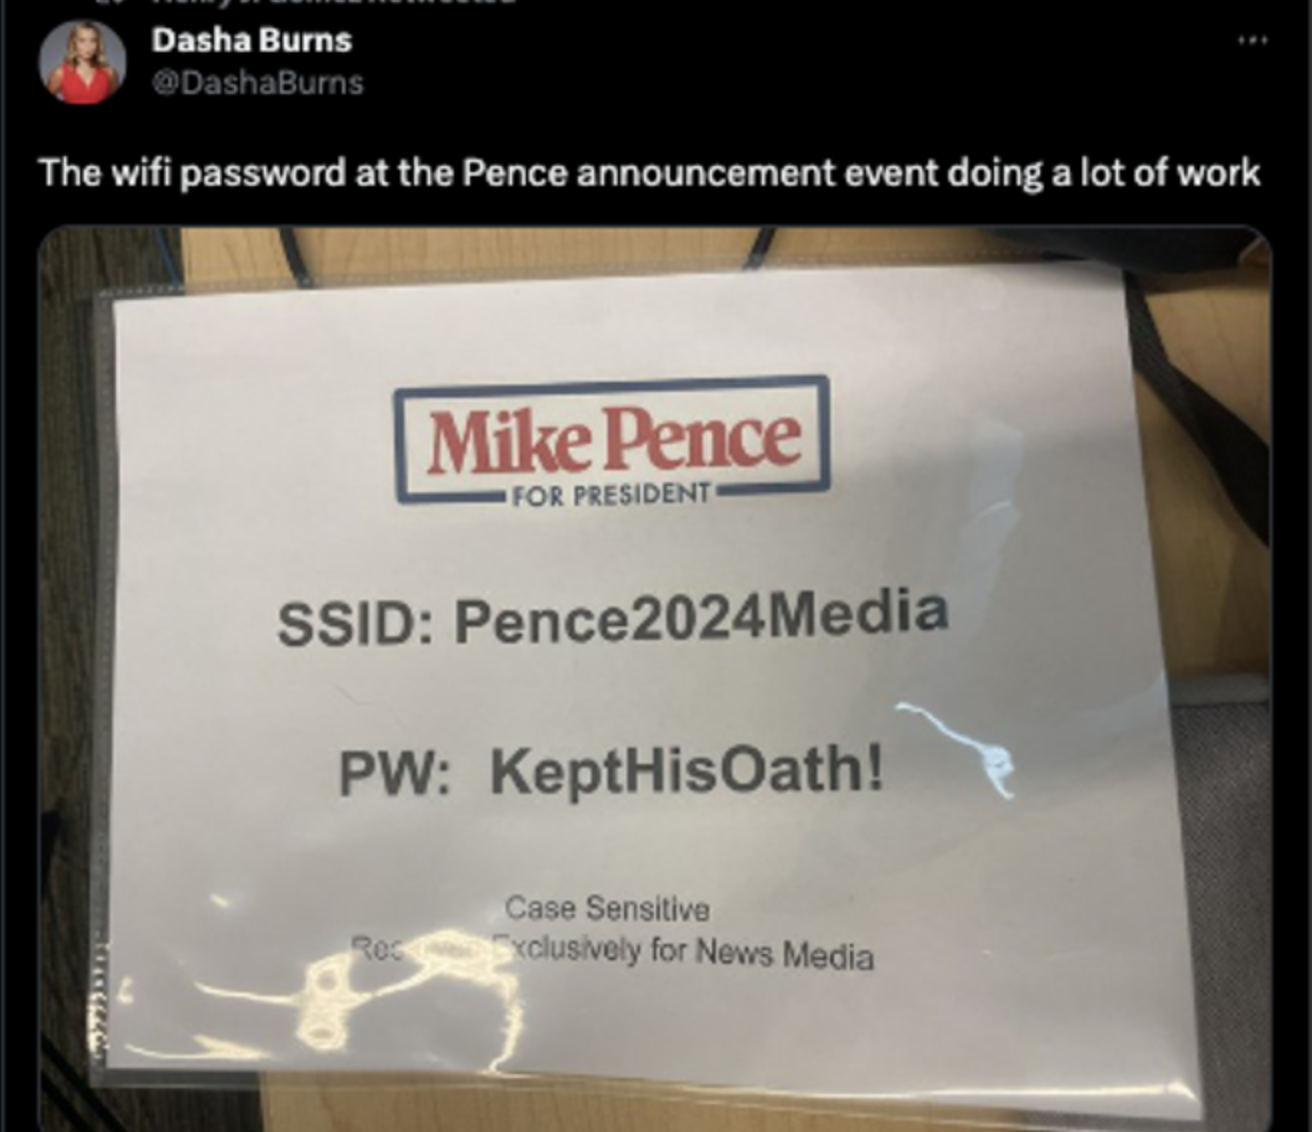 Dasha Burns
@DashaBurns
The wifi password at the Pence announcement event doing a lot of work
Mike Pence
FOR PRESIDENT
SSID: Pence2024Media
PW: KeptHisOath!
Case Sensitive
Exclusively for News Media